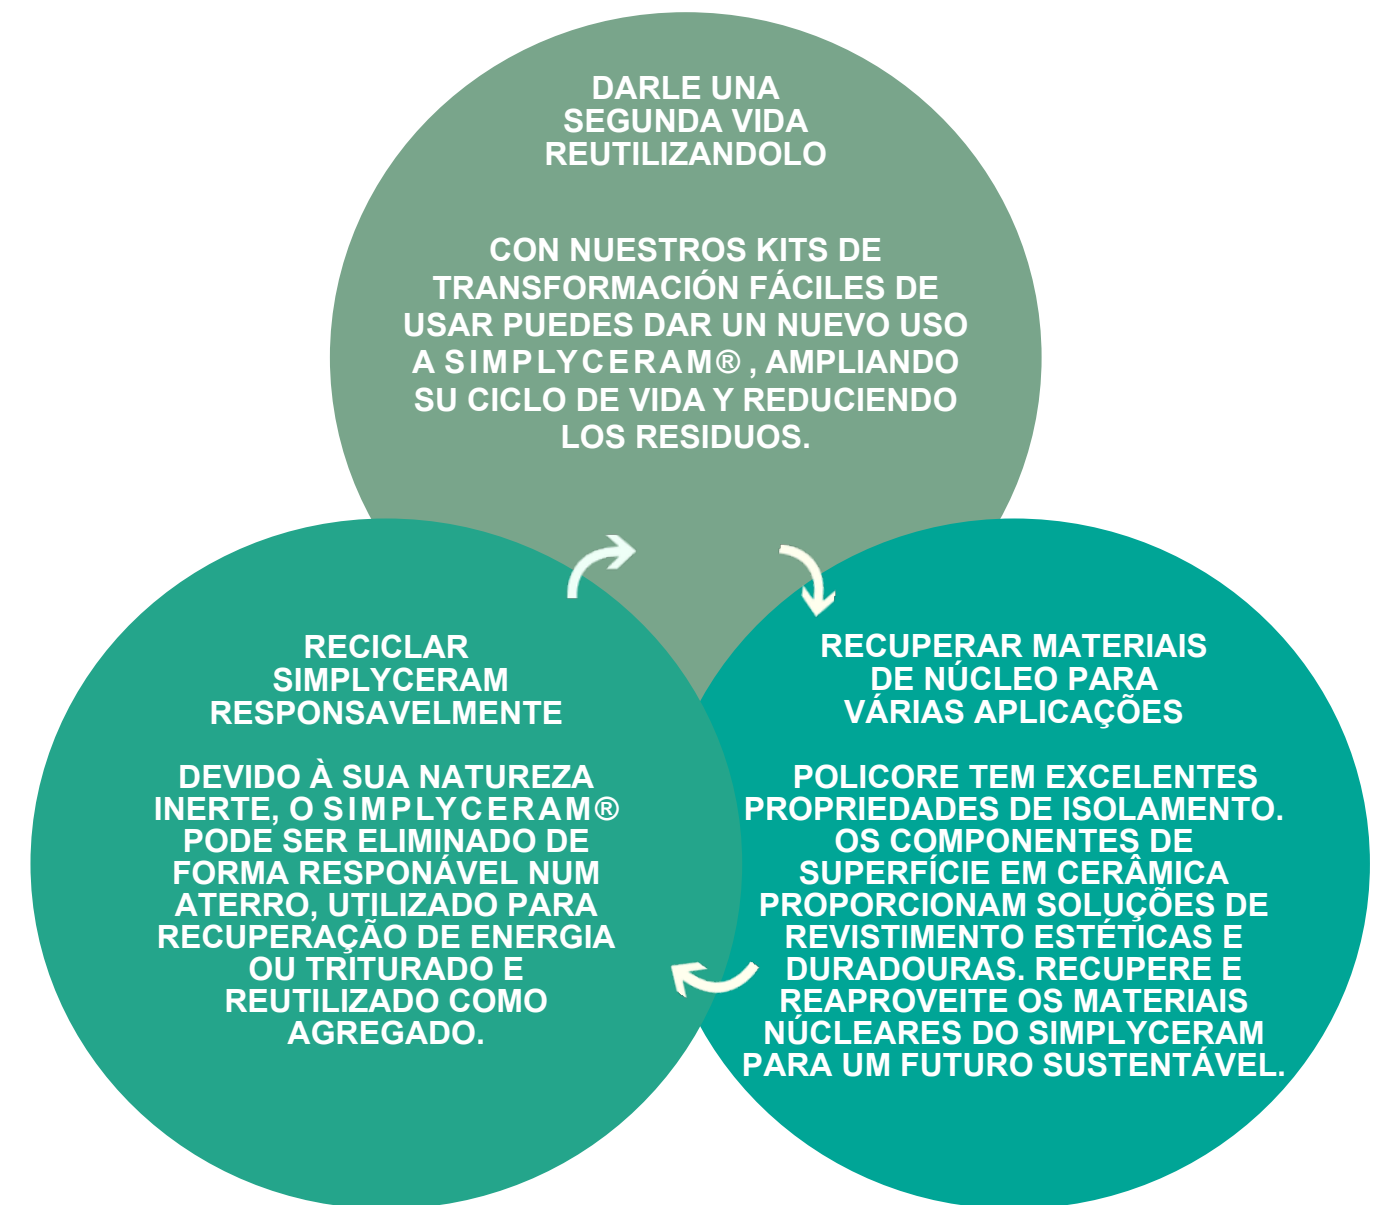 DARLE UNA
SEGUNDA VIDA
REUTILIZANDOLO
CON NUESTROS KITS DE
TRANSFORMACIÓN FÁCILES DE
USAR PUEDES DAR UN NUEVO USO
A SIMPLYCERAM® , AMPLIANDO
SU CICLO DE VIDA Y REDUCIENDO
LOS RESIDUOS.
RECICLAR
SIMPLYCERAM
RESPONSAVELMENTE
DEVIDO À SUA NATUREZA
INERTE, O SIMPLYCERAM®
PODE SER ELIMINADO DE
FORMA RESPONÁVEL NUM
ATERRO, UTILIZADO PARA
RECUPERAÇÃO DE ENERGIA
OU TRITURADO E
REUTILIZADO COMO
AGREGADO.
RECUPERAR MATERIAIS
DE NÚCLEO PARA
VÁRIAS APLICAÇÕES
POLICORE TEM EXCELENTES
PROPRIEDADES DE ISOLAMENTO.
OS COMPONENTES DE
SUPERFÍCIE EM CERÂMICA
PROPORCIONAM SOLUÇÕES DE
REVISTIMENTO ESTÉTICAS E
DURADOURAS. RECUPERE E
REAPROVEITE OS MATERIAIS
NÚCLEARES DO SIMPLYCERAM
PARA UM FUTURO SUSTENTÁVEL.